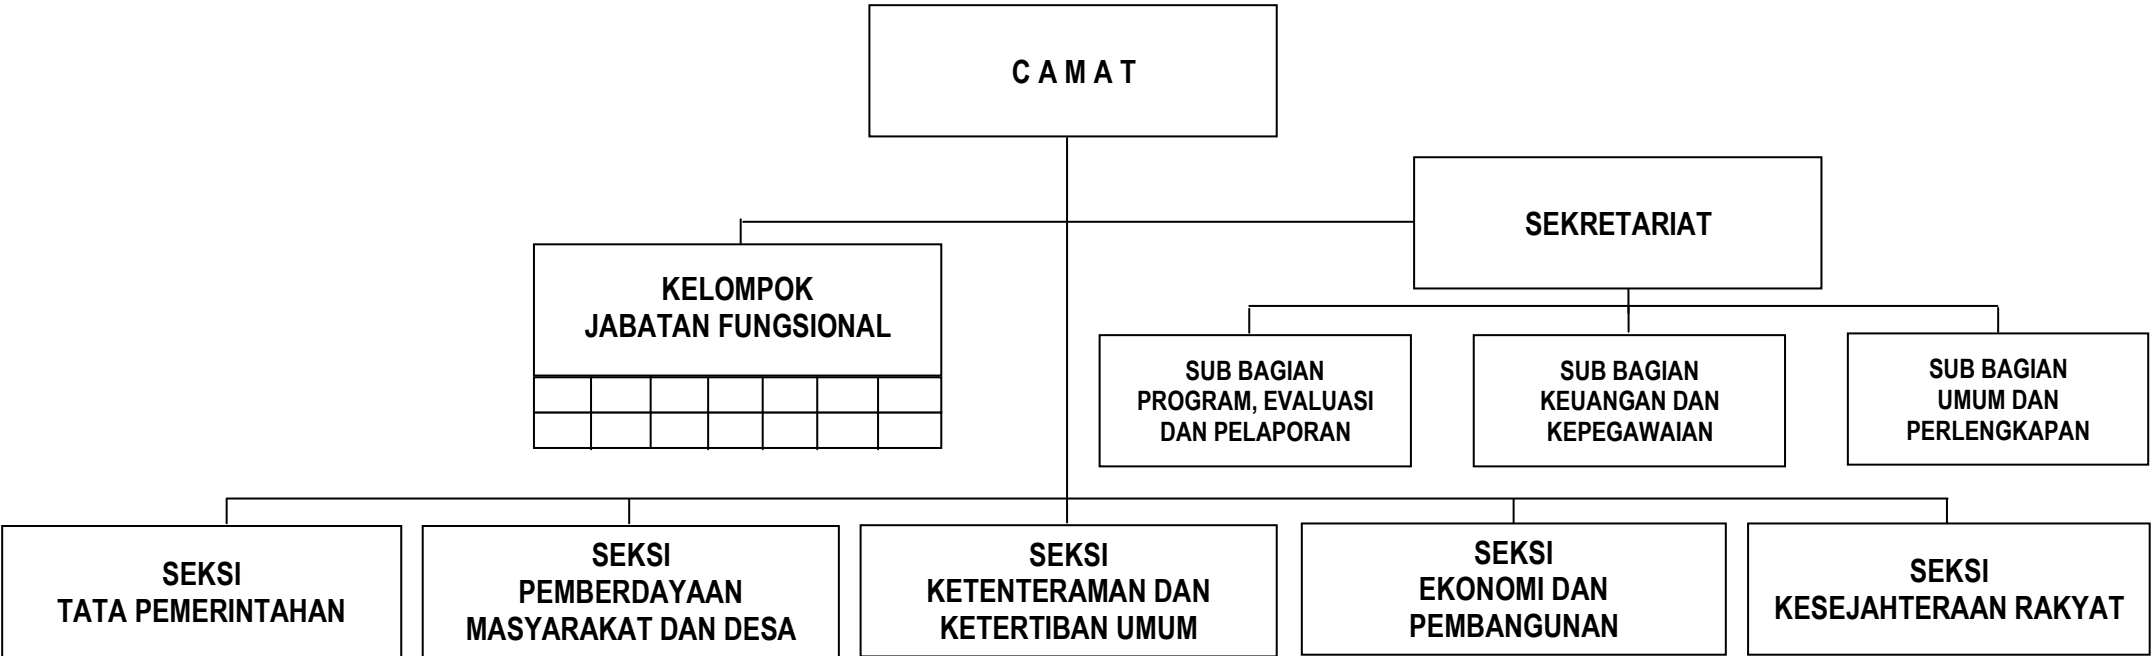 C A M A T
SEKRETARIAT
KELOMPOK
JABATAN FUNGSIONAL
SUB BAGIAN
PROGRAM, EVALUASI
DAN PELAPORAN
SUB BAGIAN
KEUANGAN DAN
KEPEGAWAIAN
SUB BAGIAN
UMUM DAN
PERLENGKAPAN
SEKSI
TATA PEMERINTAHAN
SEKSI
PEMBERDAYAAN
MASYARAKAT DAN DESA
SEKSI
KETENTERAMAN DAN
KETERTIBAN UMUM
SEKSI
EKONOMI DAN
PEMBANGUNAN
SEKSI
KESEJAHTERAAN RAKYAT